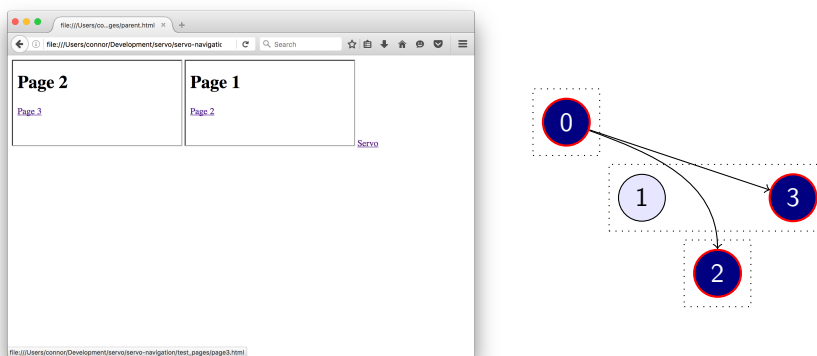 file:///Users/co...ges/parent.html × +
file:///Users/connor/Development/servo/servo-navigatic Search
Page 2
Page 3
Page 1
Page 2
Servo
file:///Users/connor/Development/servo/servo-navigation/test_pages/page3.html
0
1
3
2